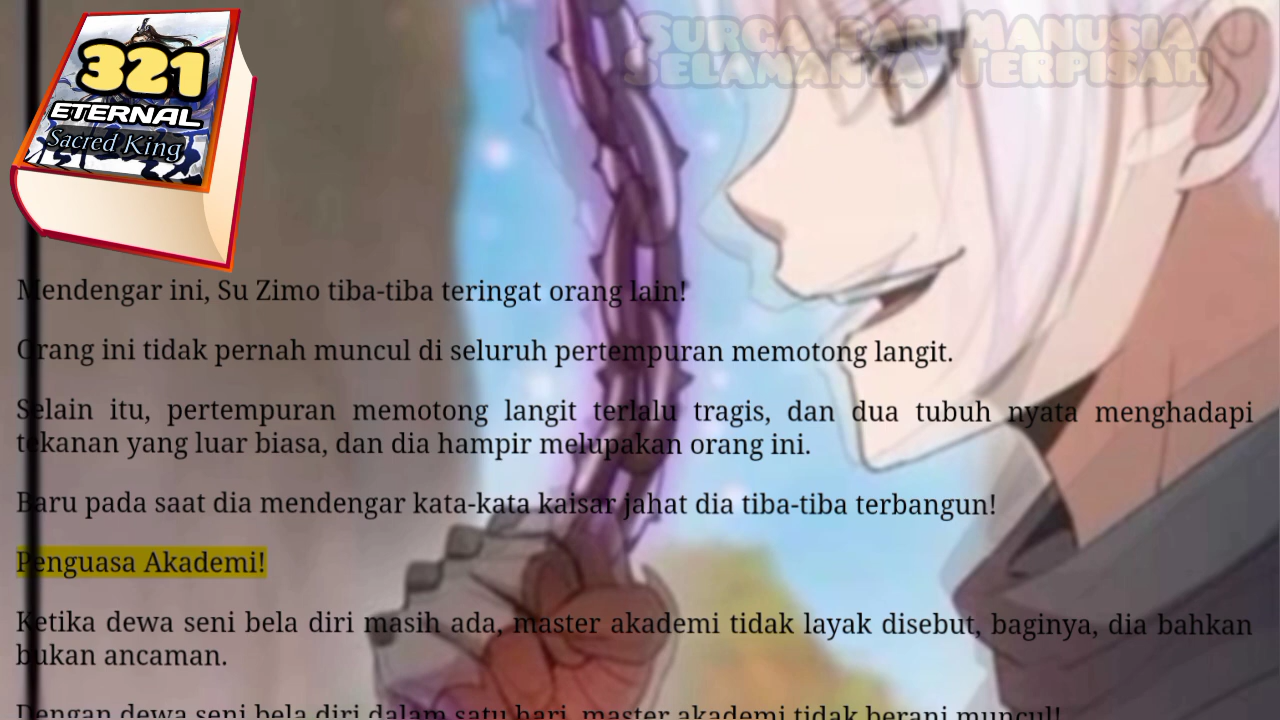 321
ETERNAL
Sacred King
SURGA DAN MANUSIA
SELAMANYA TERPISAH
Mendengar ini, Su Zimo tiba-tiba teringat orang lain!
Orang ini tidak pernah muncul di seluruh pertempuran memotong langit.
Selain itu, pertempuran memotong langit terlalu tragis, dan dua tubuh nyata menghadapi
tekanan yang luar biasa, dan dia hampir melupakan orang ini.
Baru pada saat dia mendengar kata-kata kaisar jahat dia tiba-tiba terbangun!
Penguasa Akademi!
Ketika dewa seni bela diri masih ada, master akademi tidak layak disebut, baginya, dia bahkan
bukan ancaman.
Dengan dewa seni bela diri dalam satu hari, master akademi tidak berani muncul!